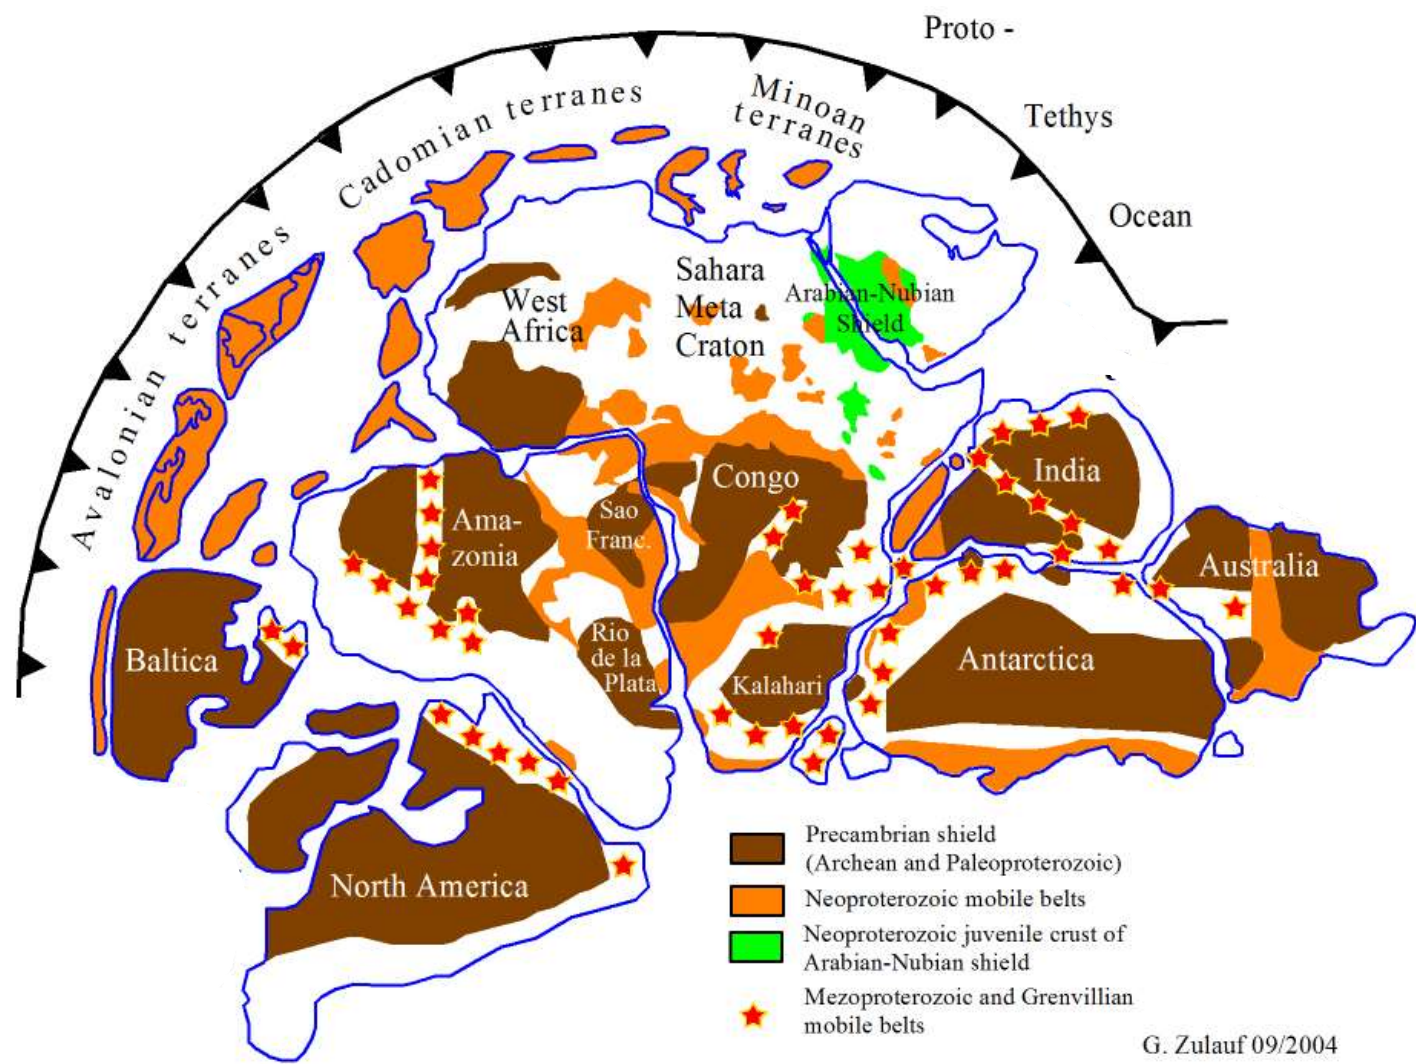 Proto -
Tethys
Ocean
Minoan
terranes
Cadomian terranes
Avalonian terranes
Sahara
Meta
Craton
West
Africa
Arabian-Nubian
Shield
Congo
India
Ama-
zonia
Sao
Franc.
Australia
Rio
de la
Plata
Baltica
Kalahari
Antarctica
North America
Precambrian shield
(Archean and Paleoproterozoic)
Neoproterozoic mobile belts
Neoproterozoic juvenile crust of
Arabian-Nubian shield
Mezoproterozoic and Grenvillian
mobile belts
G. Zulauf 09/2004